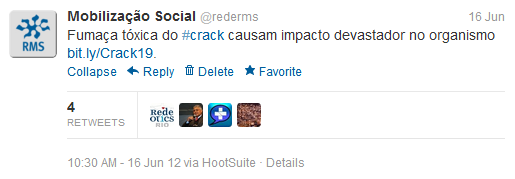 RMS
Mobilização Social @rederms 16 Jun
Fumaça tóxica do #crack causam impacto devastador no organismo
bit.ly/Crack19.
Collapse Reply Delete Favorite
4
RETWEETS
Rede
OTICS
RIO
10:30 AM - 16 Jun 12 via HootSuite · Details